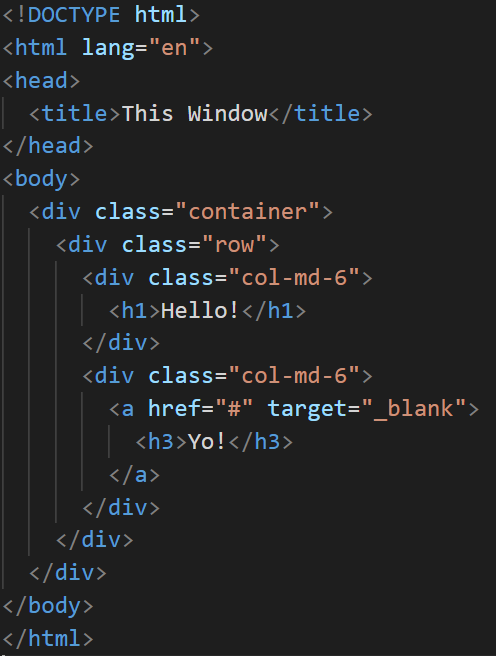 <!DOCTYPE html>
<html lang="en">
<head>
  <title>This Window</title>
</head>
<body>
  <div class="container">
    <div class="row">
      <div class="col-md-6">
        <h1>Hello!</h1>
      </div>
      <div class="col-md-6">
        <a href="#" target="_blank">
          <h3>Yo!</h3>
        </a>
      </div>
    </div>
  </div>
</body>
</html>